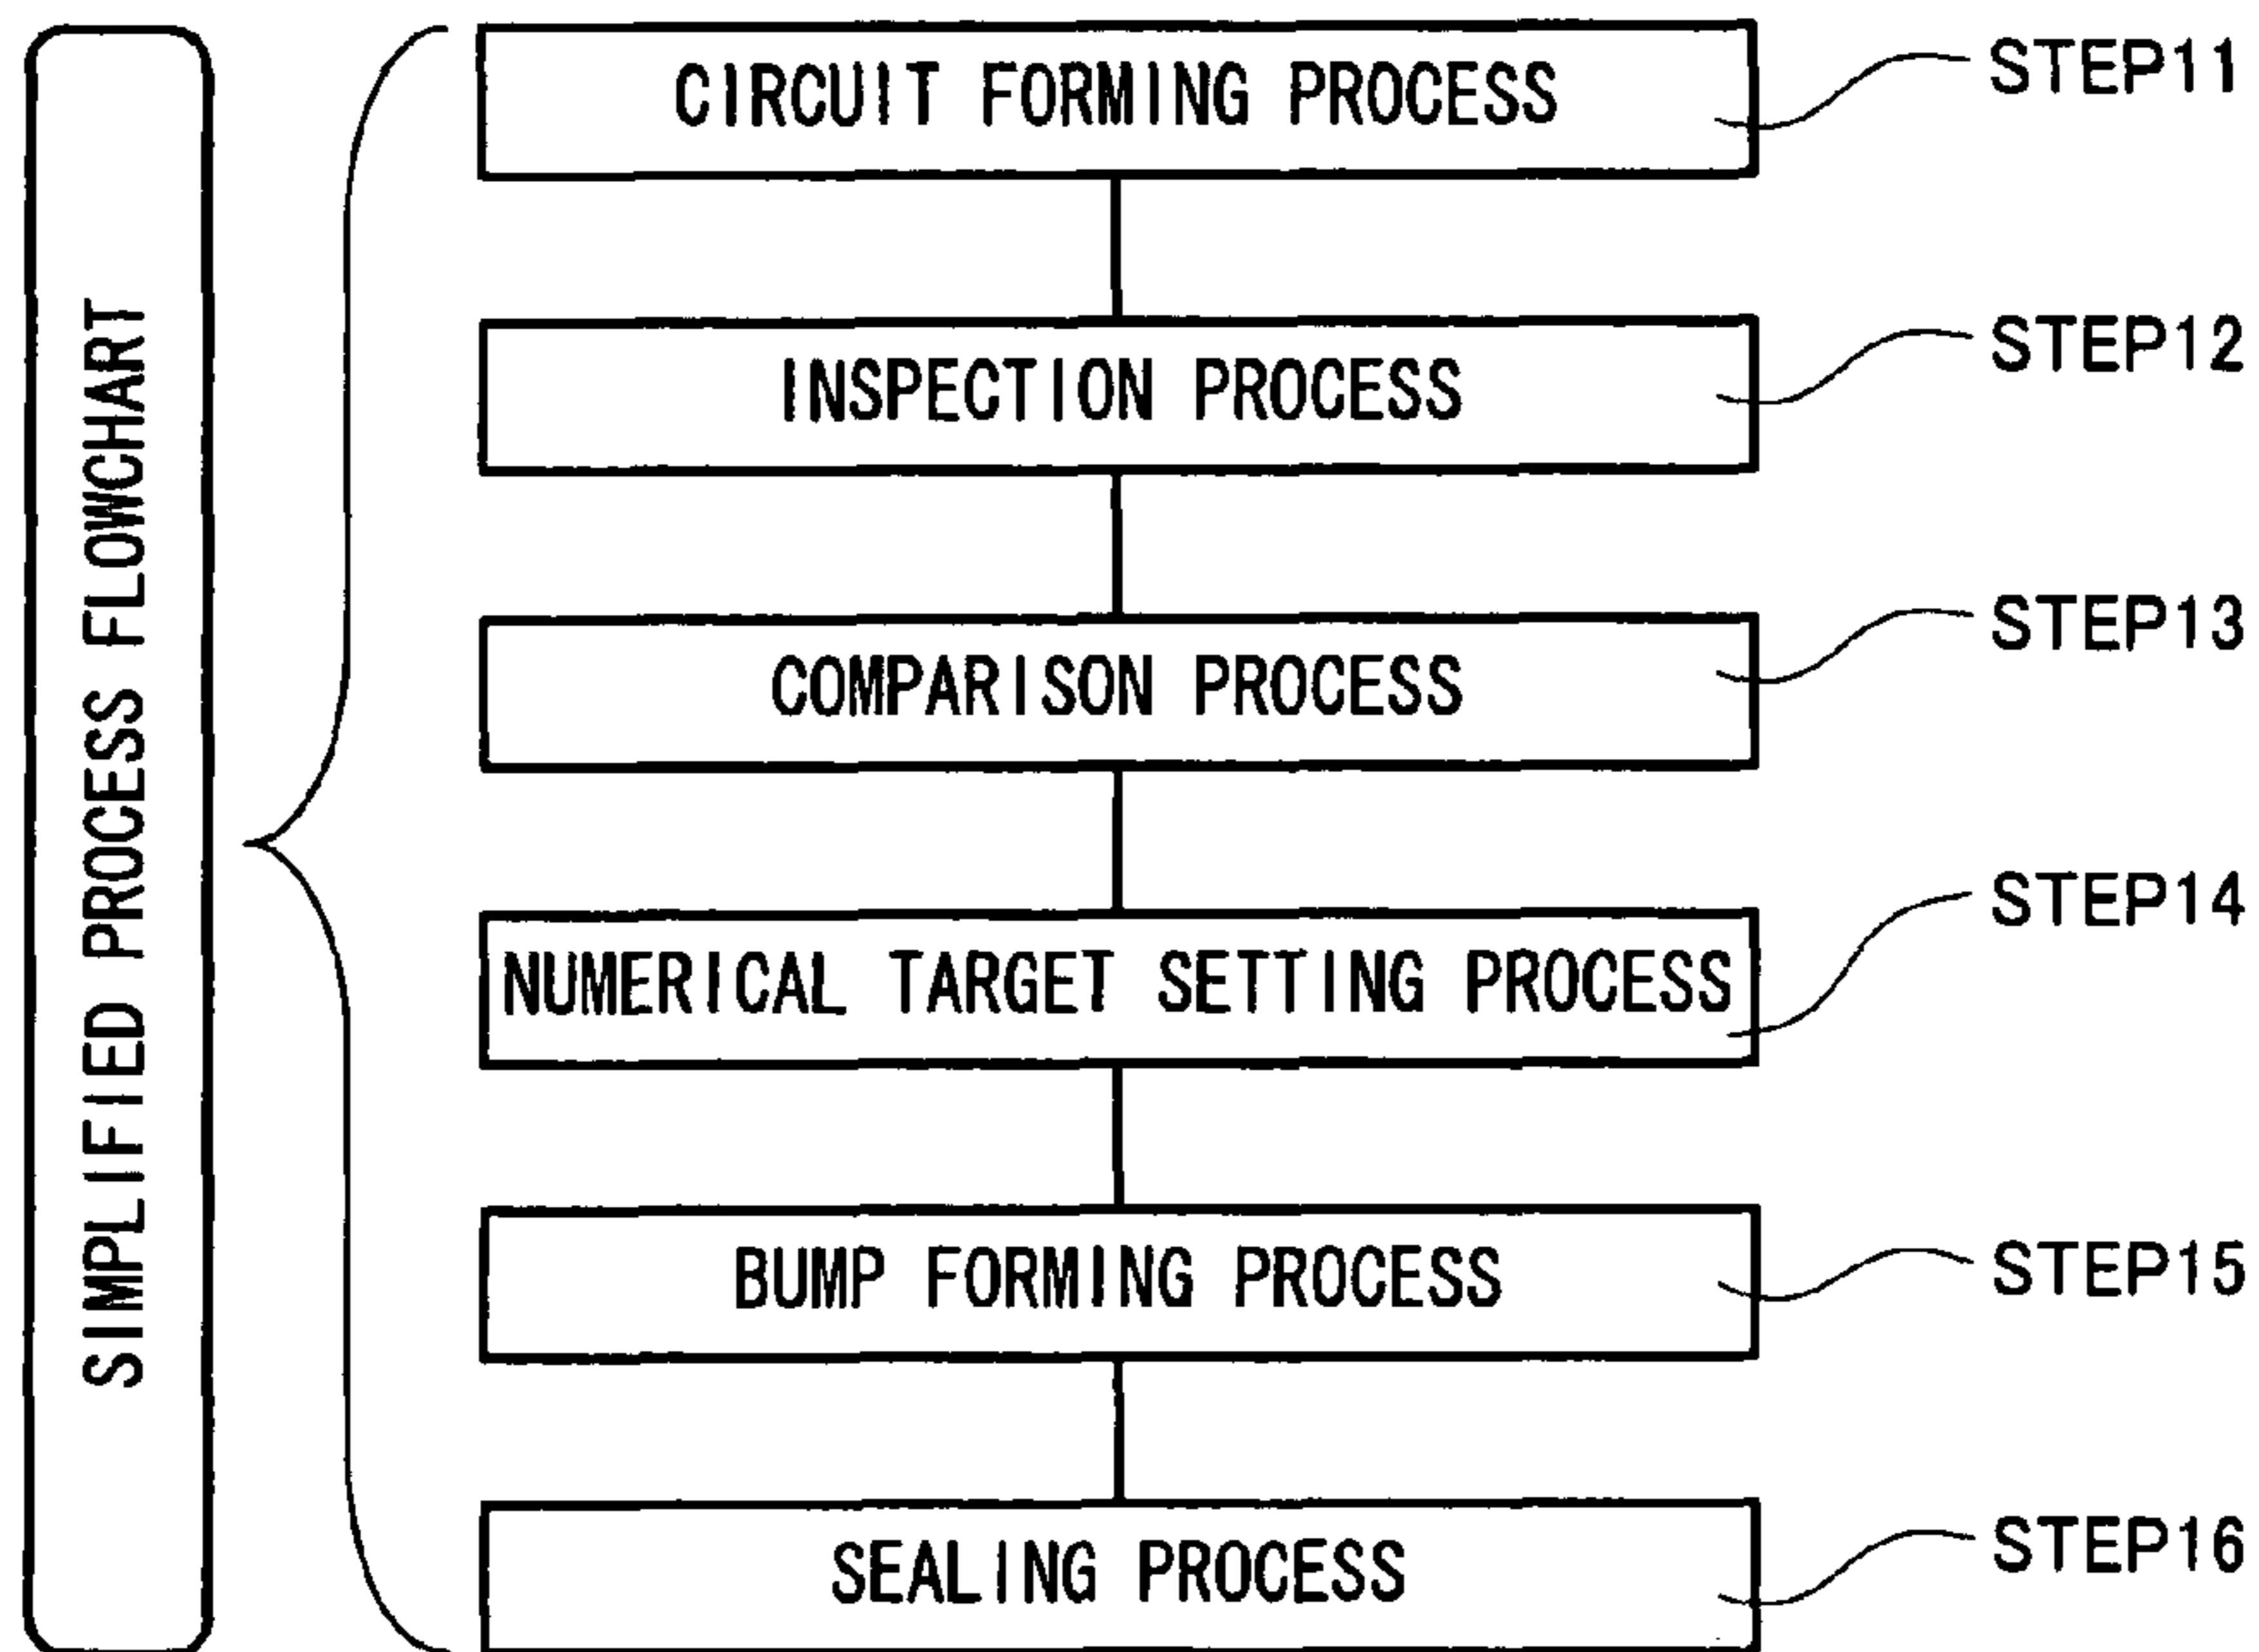 SIMPLIFIED PROCESS FLOWCHART
CIRCUIT FORMING PROCESS
STEP11
INSPECTION PROCESS
STEP12
COMPARISON PROCESS
STEP13
NUMERICAL TARGET SETTING PROCESS
STEP14
BUMP FORMING PROCESS
STEP15
SEALING PROCESS
STEP16